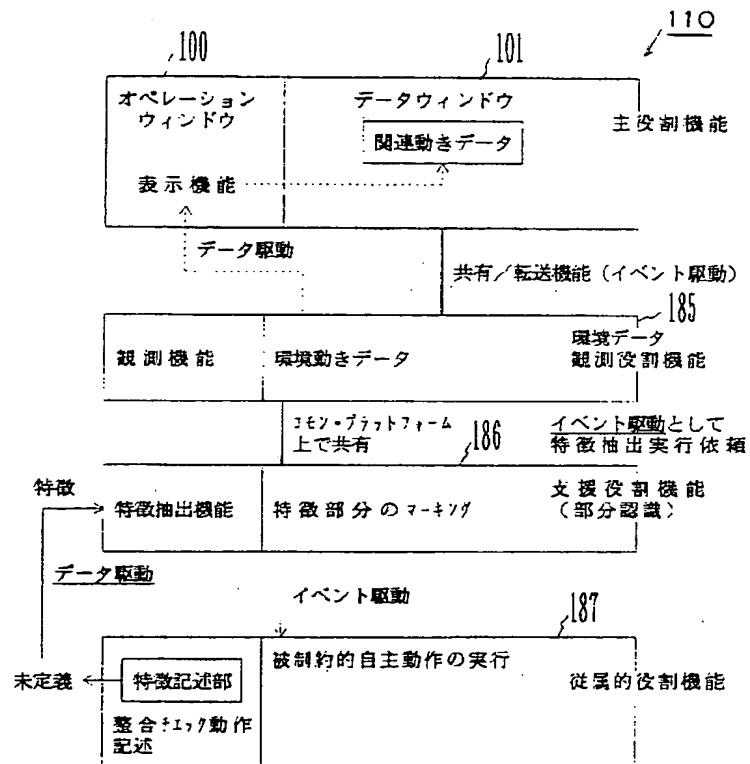 110
100
101
オペレーション
ウィンドウ
データウィンドウ
関連動きデータ
主役割機能
表示機能
データ駆動
共有／転送機能(イベント駆動)
185
観測機能
環境動きデータ
環境データ
観測役割機能
コモン・プラットフォーム
上で共有
186
イベント駆動として
特徴抽出実行依頼
特徴
特徴抽出機能
特徴部分のマーキング
支援役割機能
(部分認識)
データ駆動
イベント駆動
187
被制約的自主動作の実行
未定義
特徴記述部
従属的役割機能
整合チェック動作
記述